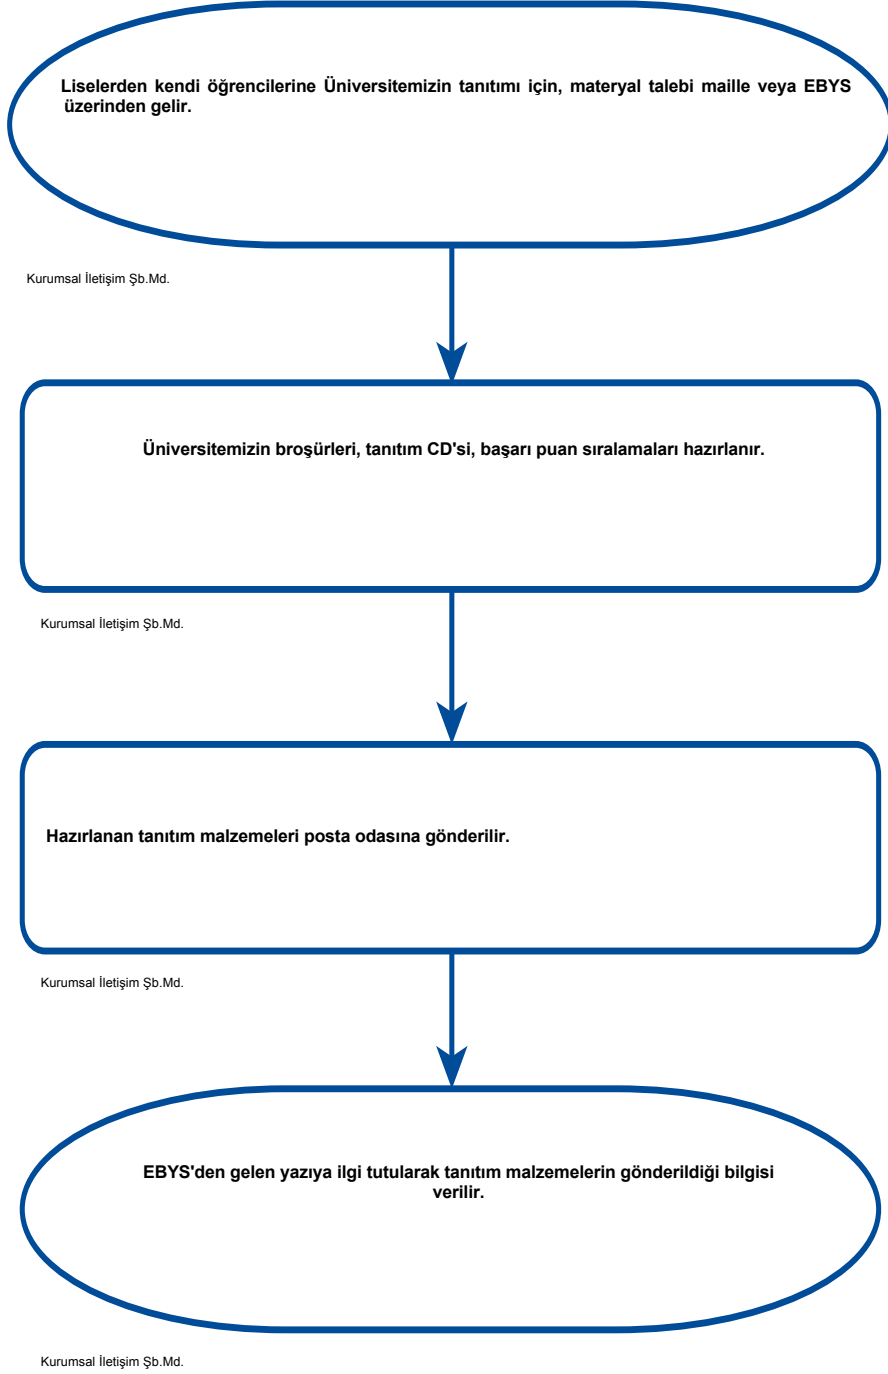 Liselerden kendi öğrencilerine Üniversitemizin tanıtımı için, materyal talebi maille veya EBYS
üzerinden gelir.
Kurumsal İletişim Şb.Md.
Üniversitemizin broşürleri, tanıtım CD'si, başarı puan sıralamaları hazırlanır.
Kurumsal İletişim Şb.Md.
Hazırlanan tanıtım malzemeleri posta odasına gönderilir.
Kurumsal İletişim Şb.Md.
EBYS'den gelen yazıya ilgi tutularak tanıtım malzemelerin gönderildiği bilgisi
verilir.
Kurumsal İletişim Şb.Md.